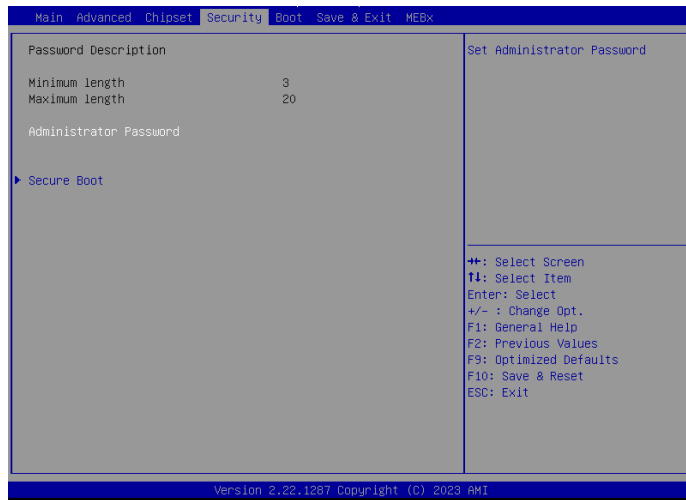 Main Advanced Chipset Security Boot Save & Exit MEBx
Password Description
Minimum length 3
Maximum length 20
Administrator Password
Secure Boot
Set Administrator Password
→←: Select Screen
↑↓: Select Item
Enter: Select
+/- : Change Opt.
F1: General Help
F2: Previous Values
F9: Optimized Defaults
F10: Save & Reset
ESC: Exit
Version 2.22.1287 Copyright (C) 2023 AMI